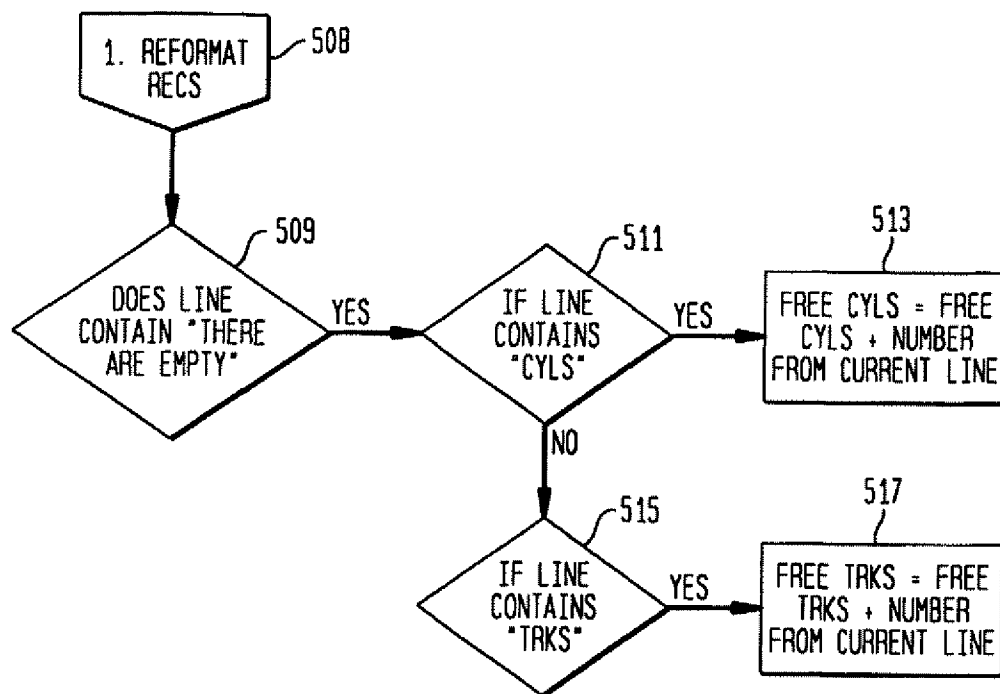 1. REFORMAT
RECS
508
509
DOES LINE
CONTAIN "THERE
ARE EMPTY"
YES
511
IF LINE
CONTAINS
"CYLS"
YES
513
FREE CYLS = FREE
CYLS + NUMBER
FROM CURRENT LINE
NO
515
IF LINE
CONTAINS
"TRKS"
YES
517
FREE TRKS = FREE
TRKS + NUMBER
FROM CURRENT LINE